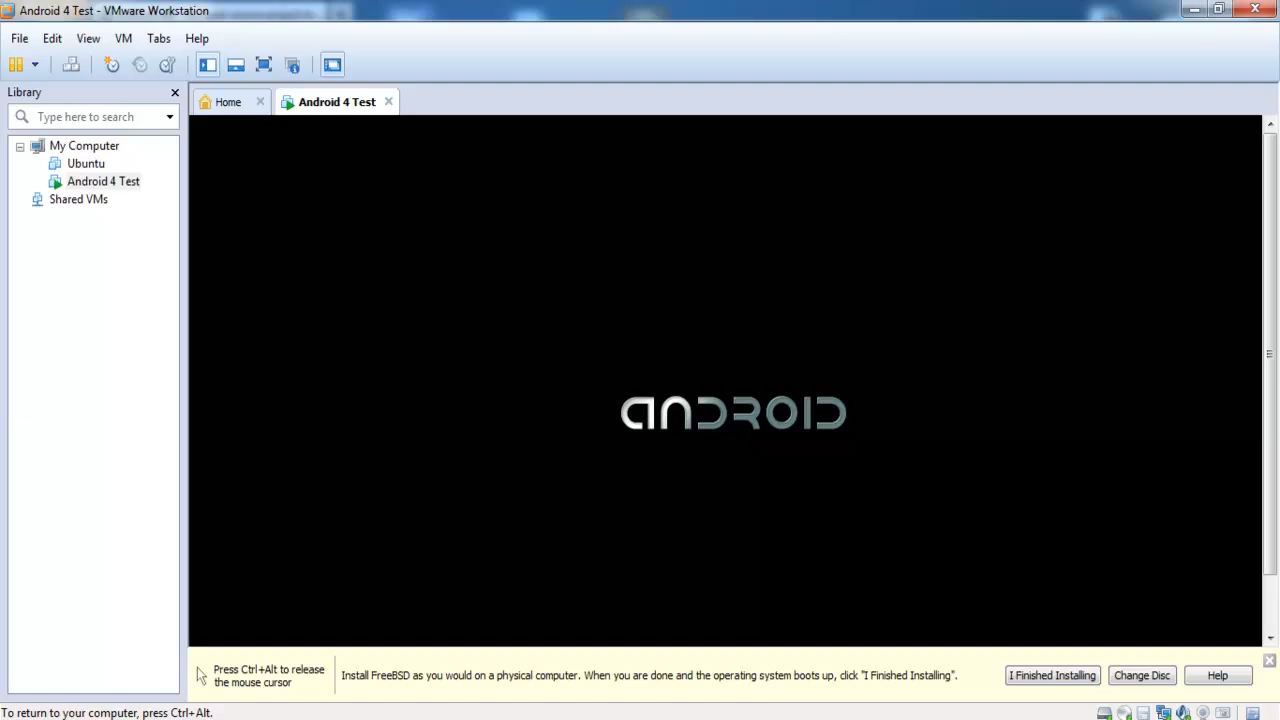 Android 4 Test - VMware Workstation
File Edit View VM Tabs Help
Library
Type here to search
My Computer
Ubuntu
Android 4 Test
Shared VMs
Home
Android 4 Test
ANDROID
Press Ctrl+Alt to release
the mouse cursor
Install FreeBSD as you would on a physical computer. When you are done and the operating system boots up, click "I Finished Installing".
I Finished Installing
Change Disc
Help
To return to your computer, press Ctrl+Alt.